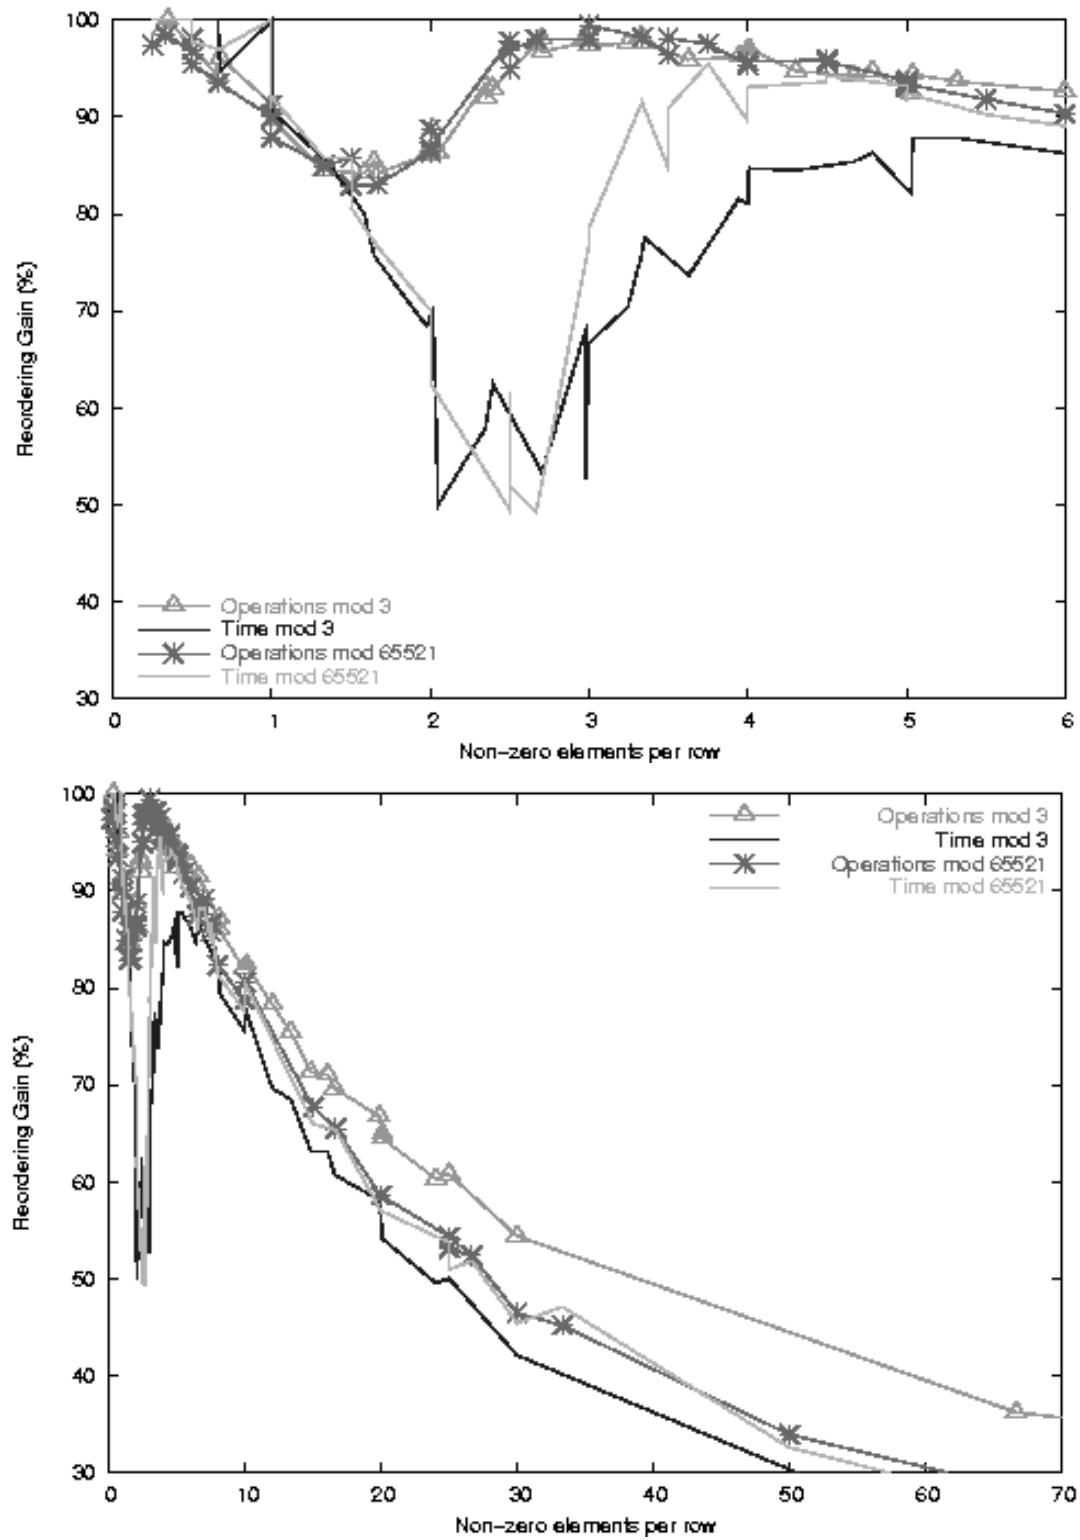 100
90
80
70
60
50
40
30
Reordering Gain (%)
Operations mod 3
Time mod 3
Operations mod 65521
Time mod 65521
0 1 2 3 4 5 6
Non-zero elements per row
100
90
80
70
60
50
40
30
Reordering Gain (%)
Operations mod 3
Time mod 3
Operations mod 65521
Time mod 65521
0 10 20 30 40 50 60 70
Non-zero elements per row